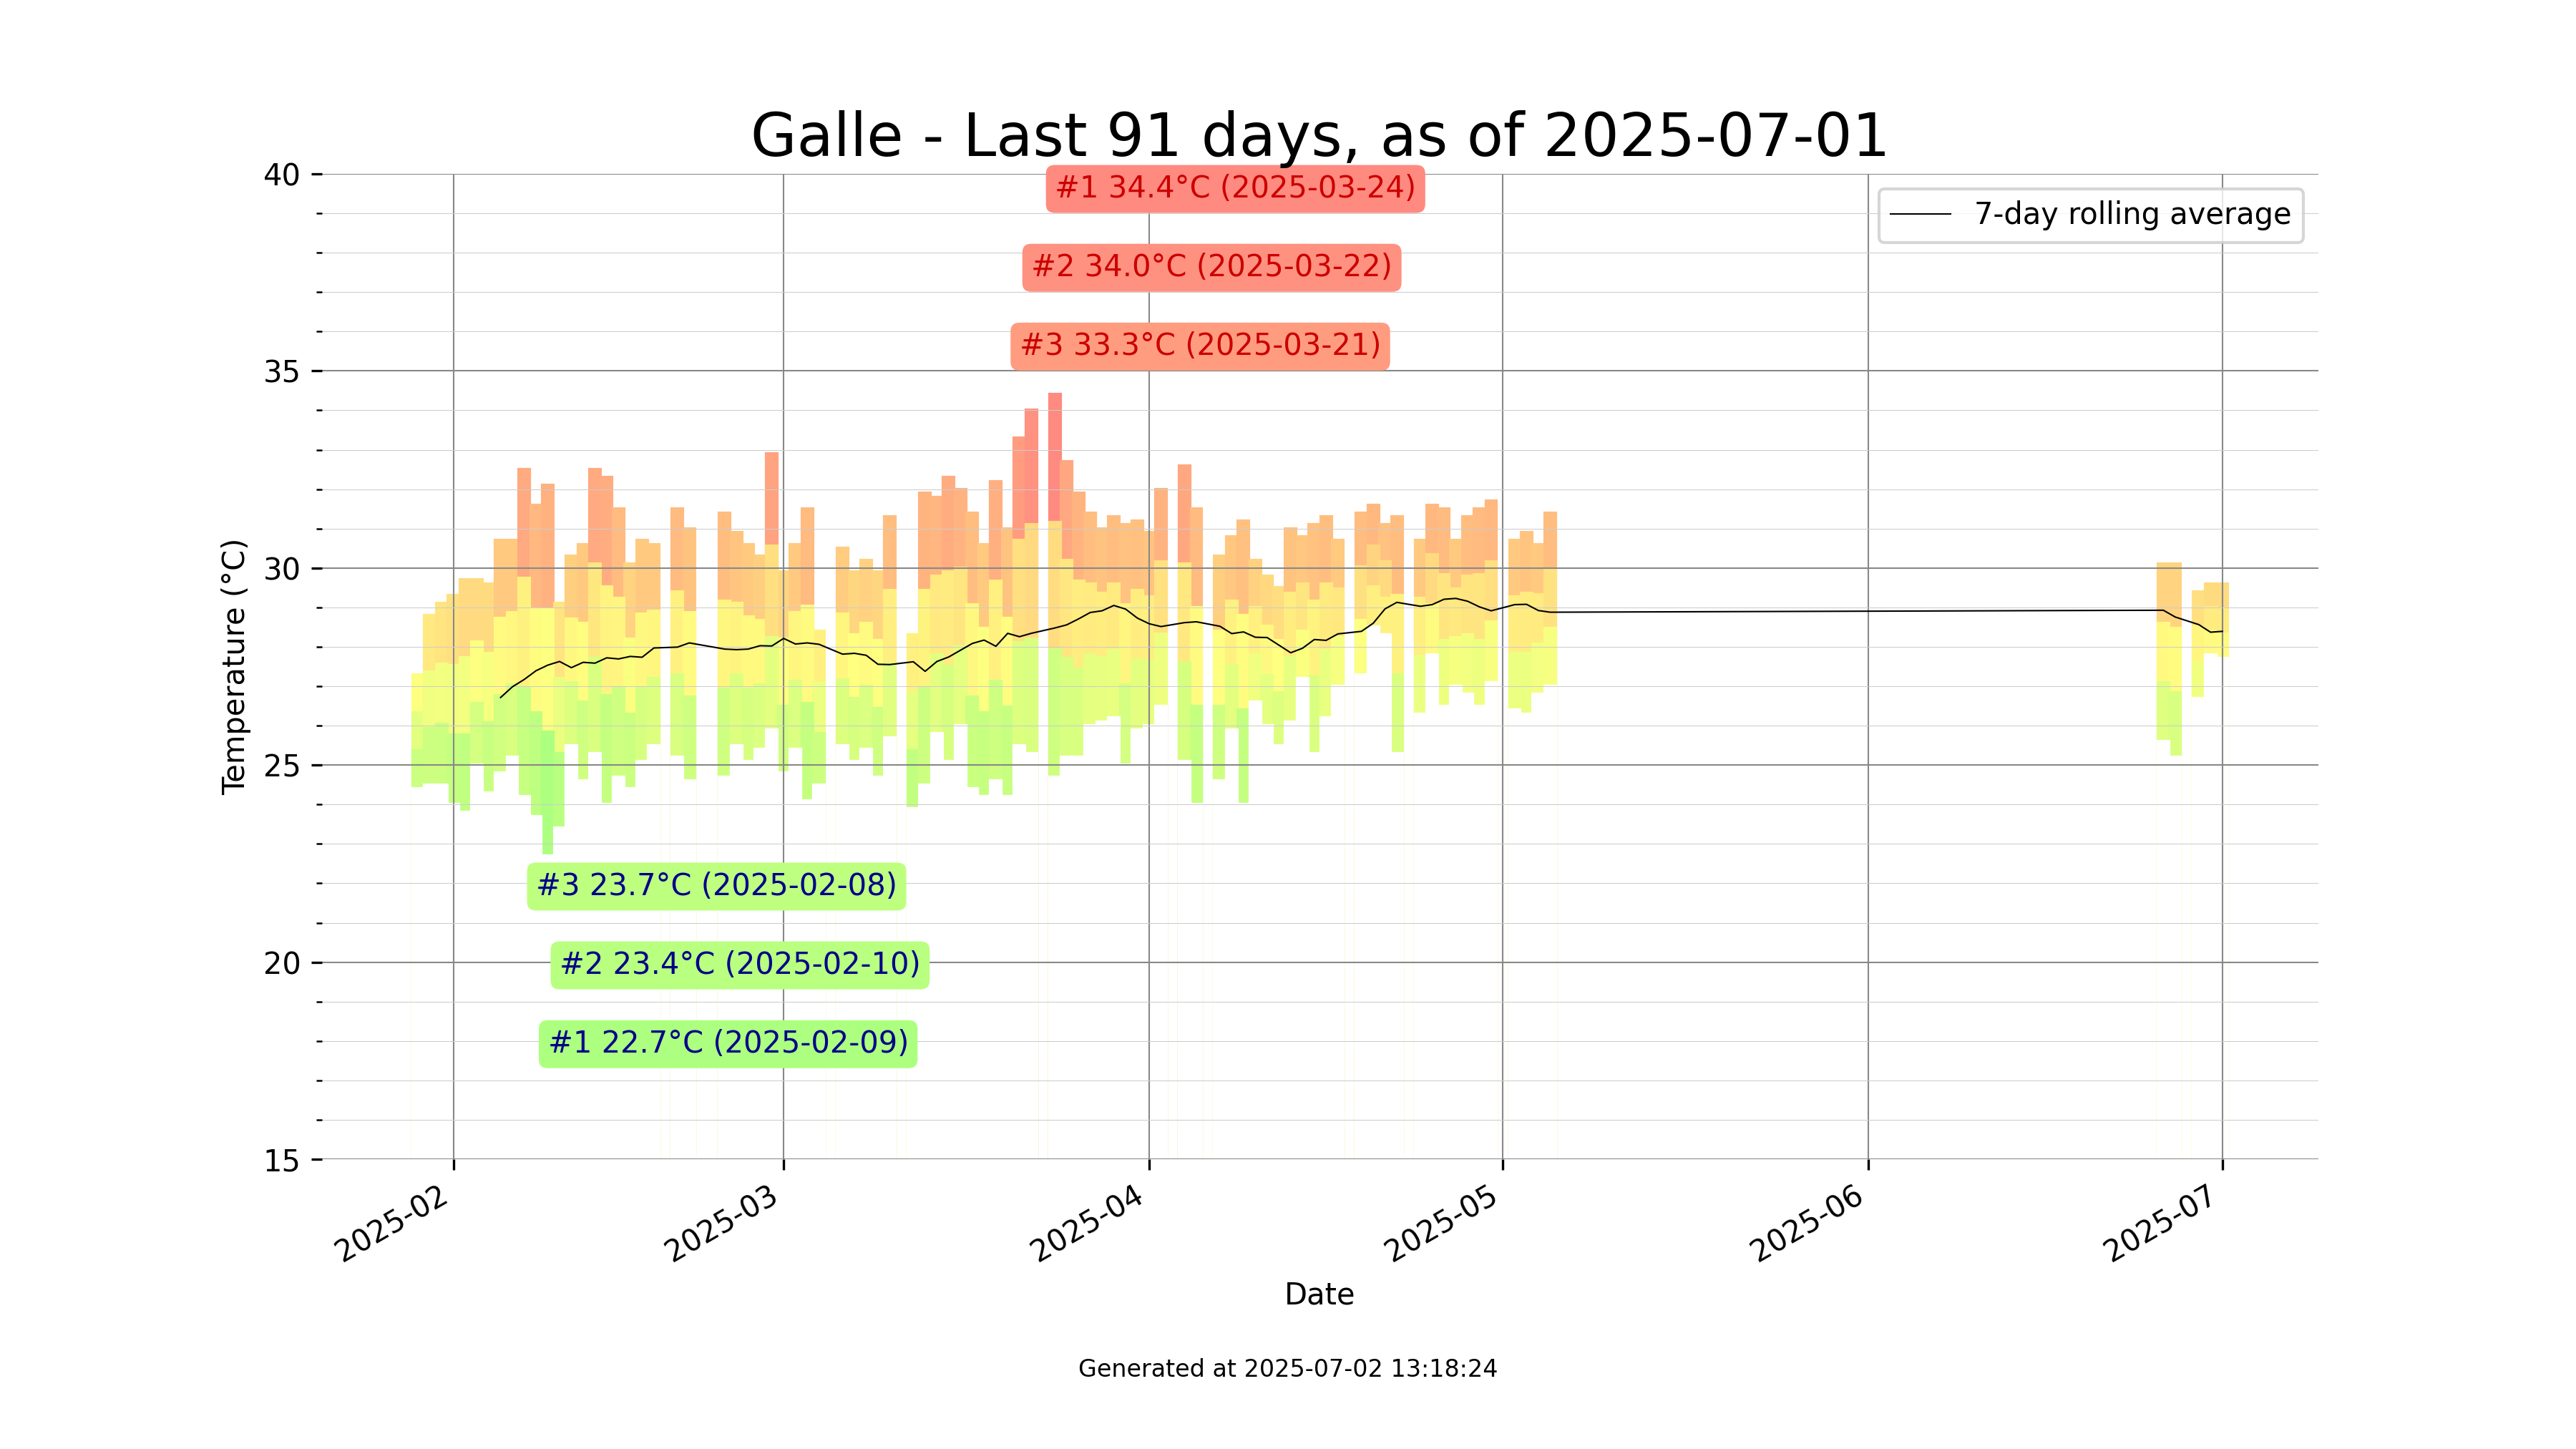 Galle - Last 91 days, as of 2025-07-01
40
35
30
25
20
15
Temperature (°C)
#1 34.4°C (2025-03-24)
#2 34.0°C (2025-03-22)
#3 33.3°C (2025-03-21)
7-day rolling average
#3 23.7°C (2025-02-08)
#2 23.4°C (2025-02-10)
#1 22.7°C (2025-02-09)
2025-02
2025-03
2025-04
2025-05
2025-06
2025-07
Date
Generated at 2025-07-02 13:18:24